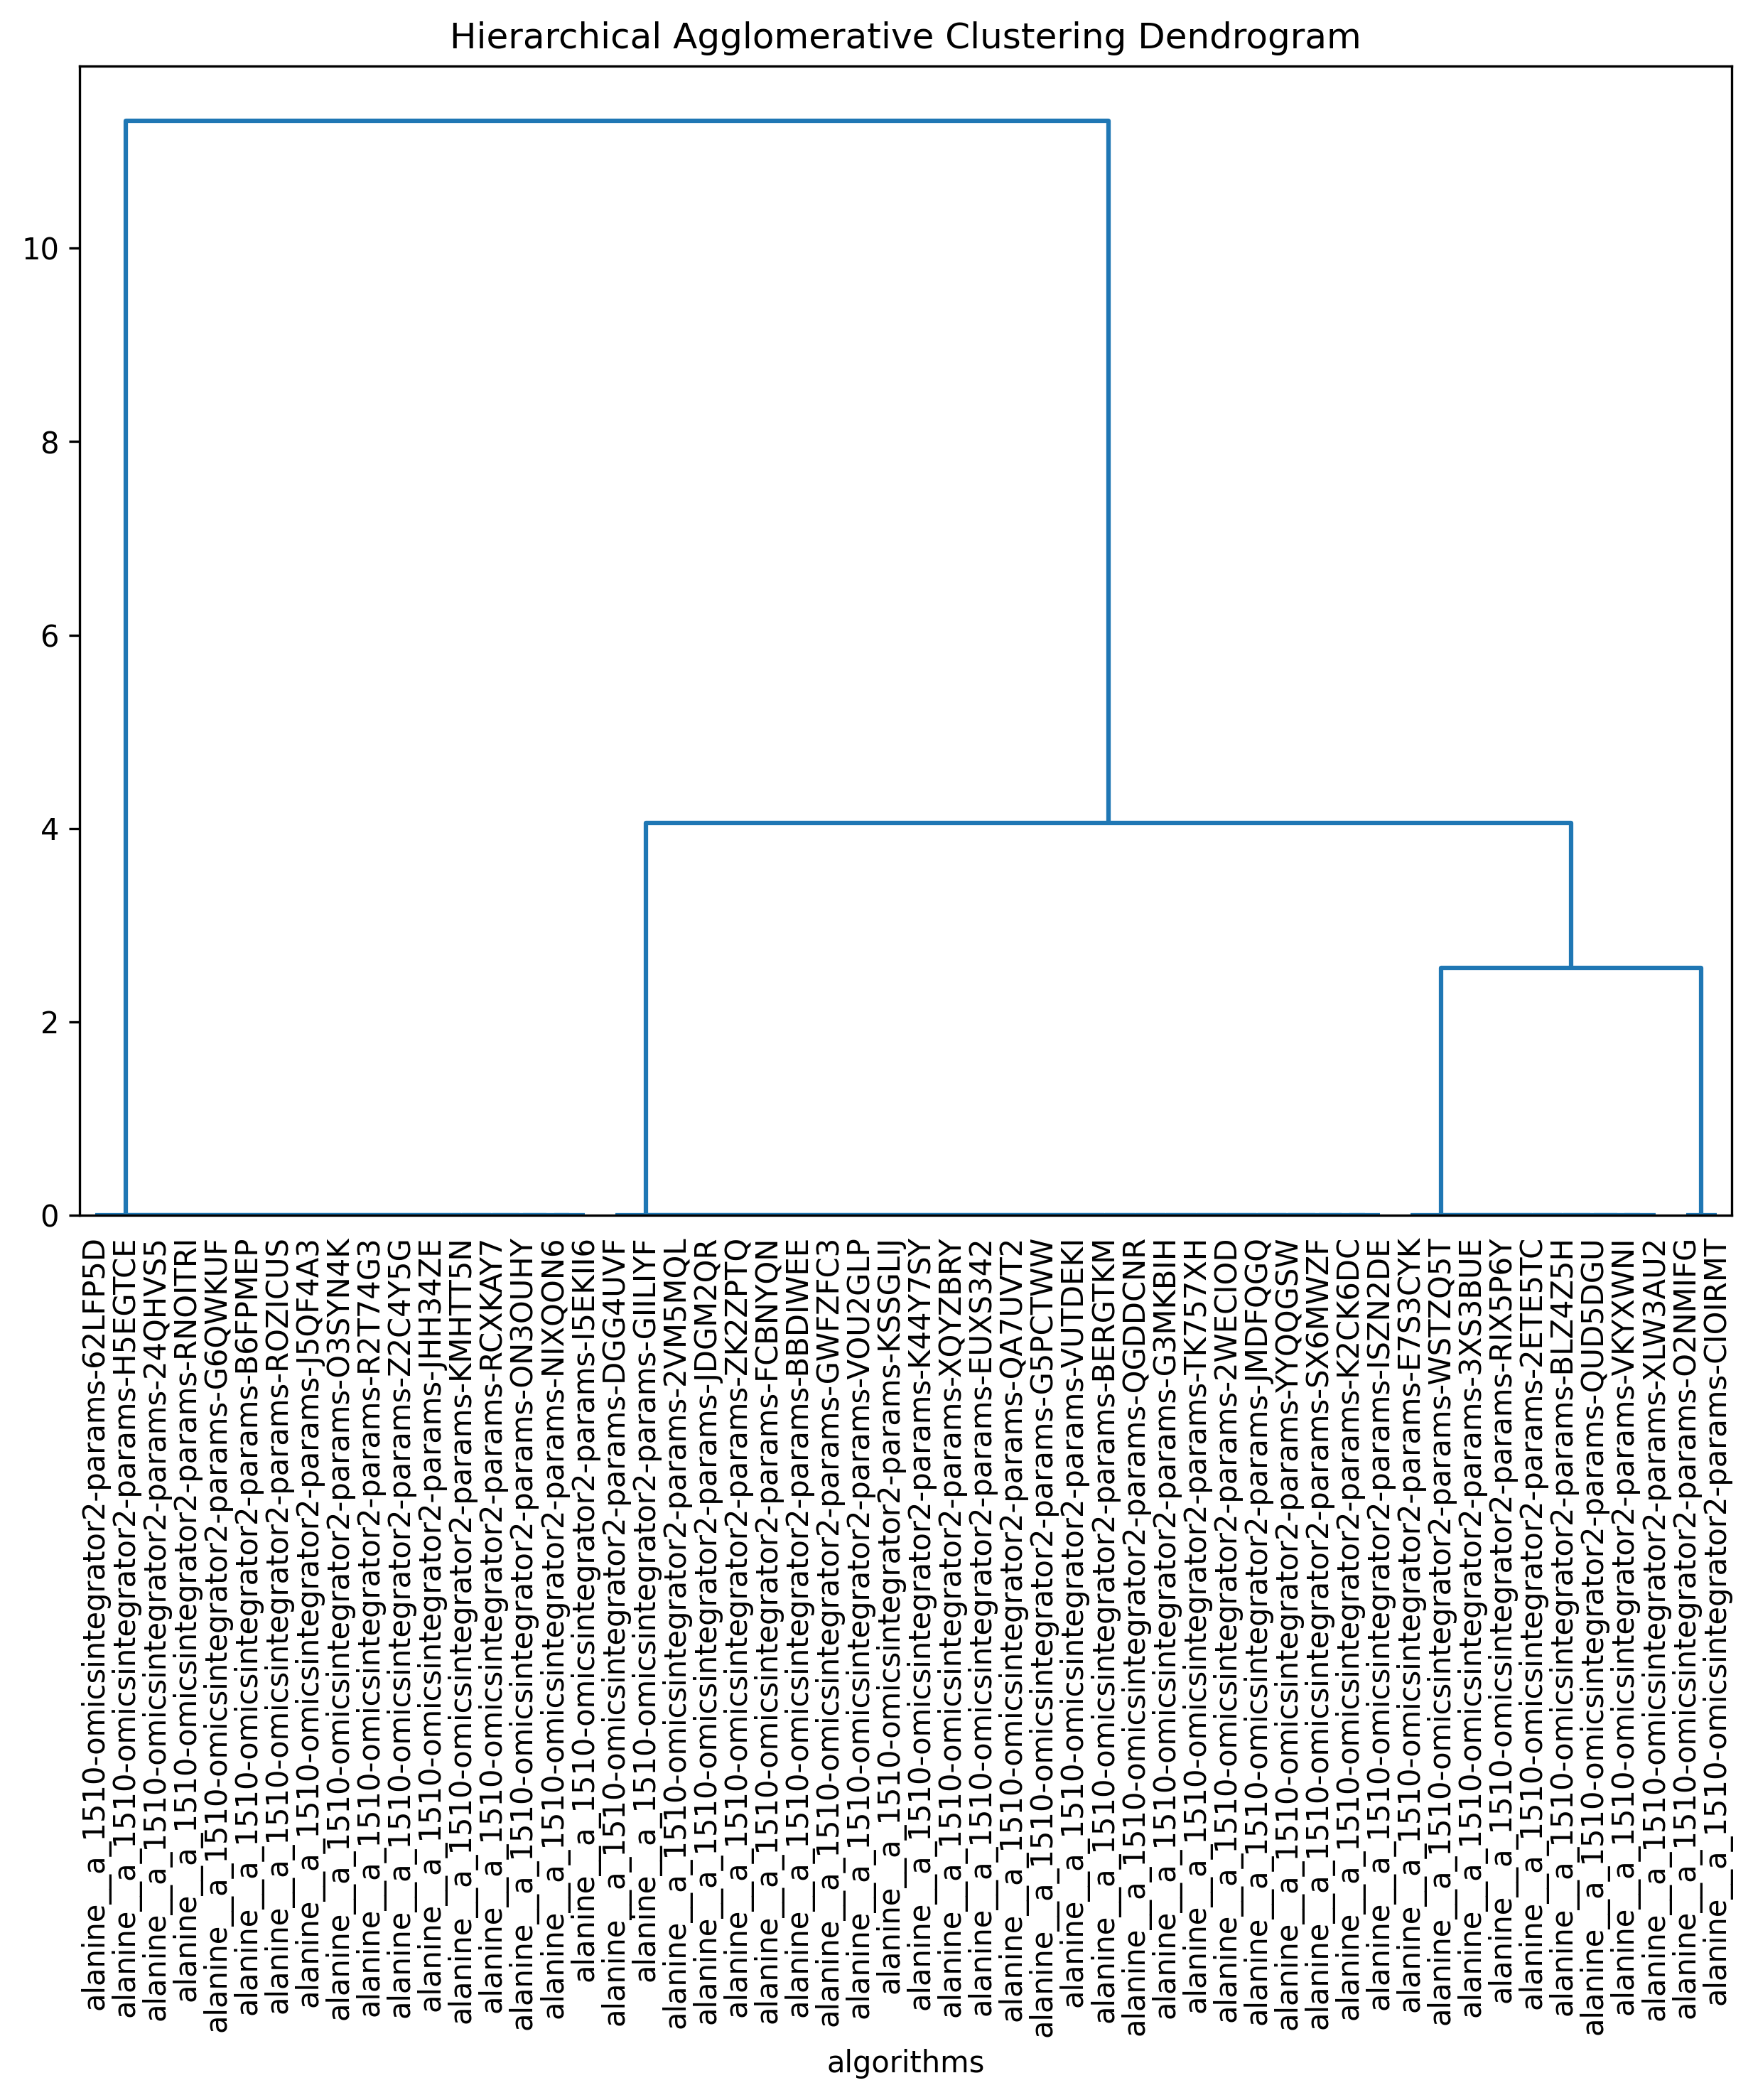 Hierarchical Agglomerative Clustering Dendrogram
10
8
6
4
2
0
alanine__a_1510-omicsintegrator2-params-62LFP5D
alanine__a_1510-omicsintegrator2-params-H5EGTCE
alanine__a_1510-omicsintegrator2-params-24QHVS5
alanine__a_1510-omicsintegrator2-params-RNOITRI
alanine__a_1510-omicsintegrator2-params-G6QWKUF
alanine__a_1510-omicsintegrator2-params-B6FPMEP
alanine__a_1510-omicsintegrator2-params-ROZICUS
alanine__a_1510-omicsintegrator2-params-J5QF4A3
alanine__a_1510-omicsintegrator2-params-O3SYN4K
alanine__a_1510-omicsintegrator2-params-R2T74G3
alanine__a_1510-omicsintegrator2-params-Z2C4Y5G
alanine__a_1510-omicsintegrator2-params-JHH34ZE
alanine__a_1510-omicsintegrator2-params-KMHTT5N
alanine__a_1510-omicsintegrator2-params-RCXKAY7
alanine__a_1510-omicsintegrator2-params-ON3OUHY
alanine__a_1510-omicsintegrator2-params-NIXQON6
alanine__a_1510-omicsintegrator2-params-I5EKII6
alanine__a_1510-omicsintegrator2-params-DGG4UVF
alanine__a_1510-omicsintegrator2-params-GIILIYF
alanine__a_1510-omicsintegrator2-params-2VM5MQL
alanine__a_1510-omicsintegrator2-params-JDGM2QR
alanine__a_1510-omicsintegrator2-params-ZK2ZPTQ
alanine__a_1510-omicsintegrator2-params-FCBNYQN
alanine__a_1510-omicsintegrator2-params-BBDIWEE
alanine__a_1510-omicsintegrator2-params-GWFZFC3
alanine__a_1510-omicsintegrator2-params-VOU2GLP
alanine__a_1510-omicsintegrator2-params-KSSGLIJ
alanine__a_1510-omicsintegrator2-params-K44Y7SY
alanine__a_1510-omicsintegrator2-params-XQYZBRY
alanine__a_1510-omicsintegrator2-params-EUXS342
alanine__a_1510-omicsintegrator2-params-QA7UVT2
alanine__a_1510-omicsintegrator2-params-G5PCTWW
alanine__a_1510-omicsintegrator2-params-VUTDEKI
alanine__a_1510-omicsintegrator2-params-BERGTKM
alanine__a_1510-omicsintegrator2-params-QGDDCNR
alanine__a_1510-omicsintegrator2-params-G3MKBIH
alanine__a_1510-omicsintegrator2-params-TK757XH
alanine__a_1510-omicsintegrator2-params-2WECIOD
alanine__a_1510-omicsintegrator2-params-JMDFQGQ
alanine__a_1510-omicsintegrator2-params-YYQQGSW
alanine__a_1510-omicsintegrator2-params-SX6MWZF
alanine__a_1510-omicsintegrator2-params-K2CK6DC
alanine__a_1510-omicsintegrator2-params-ISZN2DE
alanine__a_1510-omicsintegrator2-params-E7S3CYK
alanine__a_1510-omicsintegrator2-params-WSTZQ5T
alanine__a_1510-omicsintegrator2-params-3XS3BUE
alanine__a_1510-omicsintegrator2-params-RIX5P6Y
alanine__a_1510-omicsintegrator2-params-2ETE5TC
alanine__a_1510-omicsintegrator2-params-BLZ4Z5H
alanine__a_1510-omicsintegrator2-params-QUD5DGU
alanine__a_1510-omicsintegrator2-params-VKYXWNI
alanine__a_1510-omicsintegrator2-params-XLW3AU2
alanine__a_1510-omicsintegrator2-params-O2NMIFG
alanine__a_1510-omicsintegrator2-params-CIOIRMT
algorithms